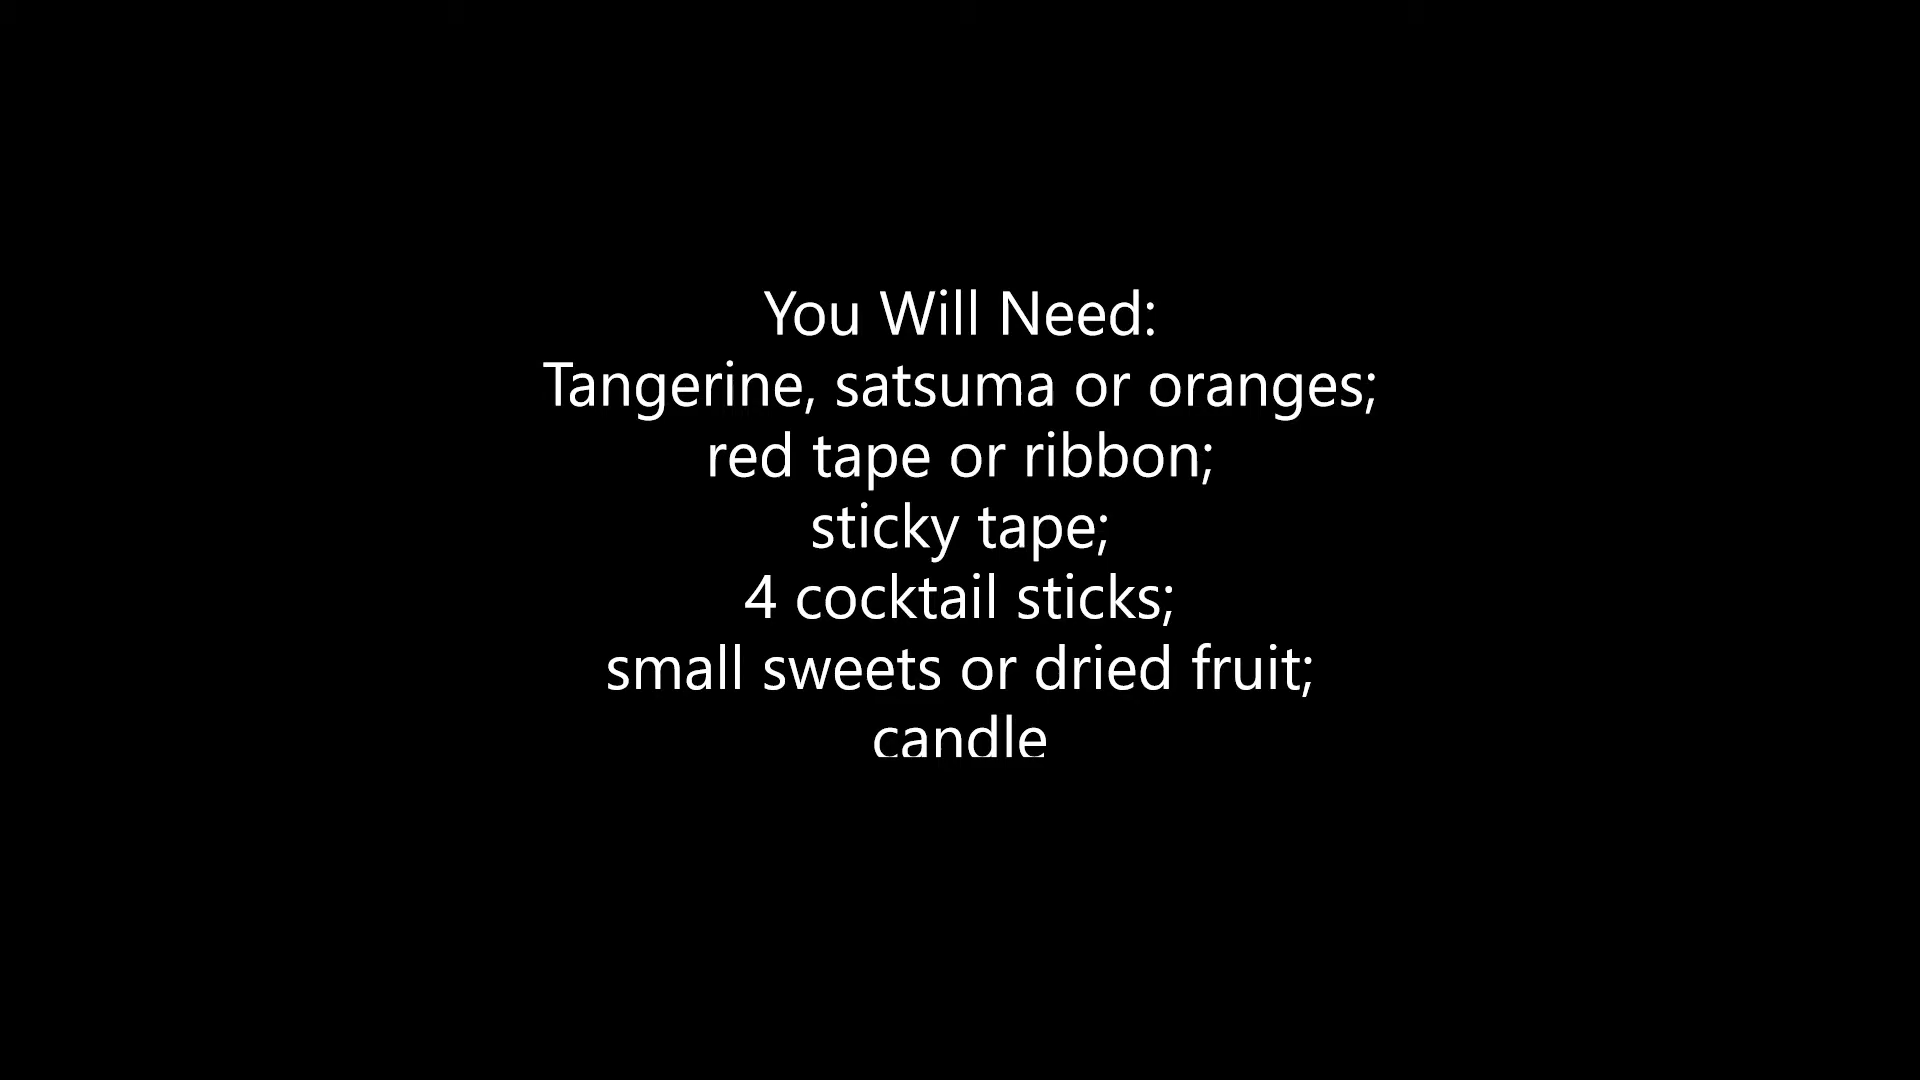 You Will Need:
Tangerine, satsuma or oranges;
red tape or ribbon;
sticky tape;
4 cocktail sticks;
small sweets or dried fruit;
candle